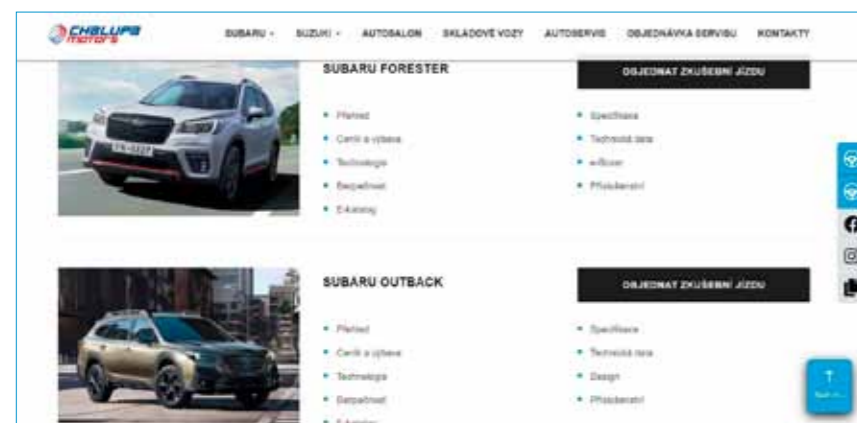 CHALUPA
motors
SUBARU
SUZUKI
AUTOSALON
SKLADOVÉ VOZY
AUTOSERVIS
OBJEDNÁVKA SERVISU
KONTAKTY
SUBARU FORESTER
OBJEDNAT ZKUŠEBNÍ JÍZDU
Přehled
Ceník a výbava
Technologie
Bezpečnost
E-katalog
Specifikace
Technická data
e-Boxer
Příslušenství
SUBARU OUTBACK
OBJEDNAT ZKUŠEBNÍ JÍZDU
Přehled
Ceník a výbava
Technologie
Bezpečnost
E-katalog
Specifikace
Technická data
Design
Příslušenství